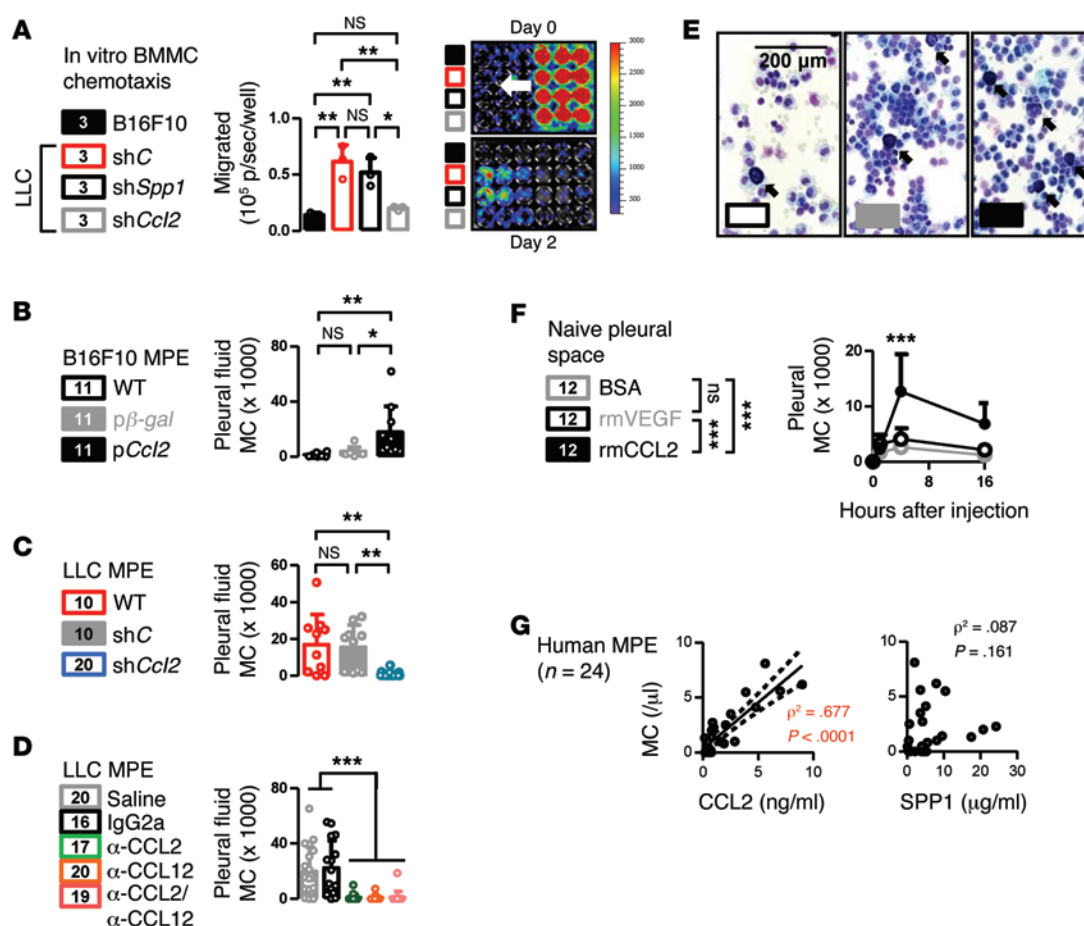 A
In vitro BMMC
chemotaxis
3 B16F10
LLC
3 shC
3 shSpp1
3 shCcl2
Migrated
(10⁵ p/sec/well)
1.0
0.5
0.0
NS
**
**
** NS *
Day 0
Day 2
3000
2500
2000
1500
1000
500
B
B16F10 MPE
11 WT
11 pβ-gal
11 pCcl2
Pleural fluid
MC (x 1000)
80
40
0
**
NS *
C
LLC MPE
10 WT
10 shC
20 shCcl2
Pleural fluid
MC (x 1000)
60
40
20
0
**
NS **
D
LLC MPE
20 Saline
16 IgG2a
17 α-CCL2
20 α-CCL12
19 α-CCL2/
α-CCL12
Pleural fluid
MC (x 1000)
80
40
0
***
E
200 µm
F
Naive pleural
space
12 BSA
12 rmVEGF
12 rmCCL2
ns
***
***
Pleural
MC (x 1000)
20
10
0
***
0 8 16
Hours after injection
G
Human MPE
(n = 24)
MC (/µl)
10
5
0
ρ² = .677
P < .0001
0 5 10
CCL2 (ng/ml)
10
5
0
ρ² = .087
P = .161
0 10 20 30
SPP1 (µg/ml)